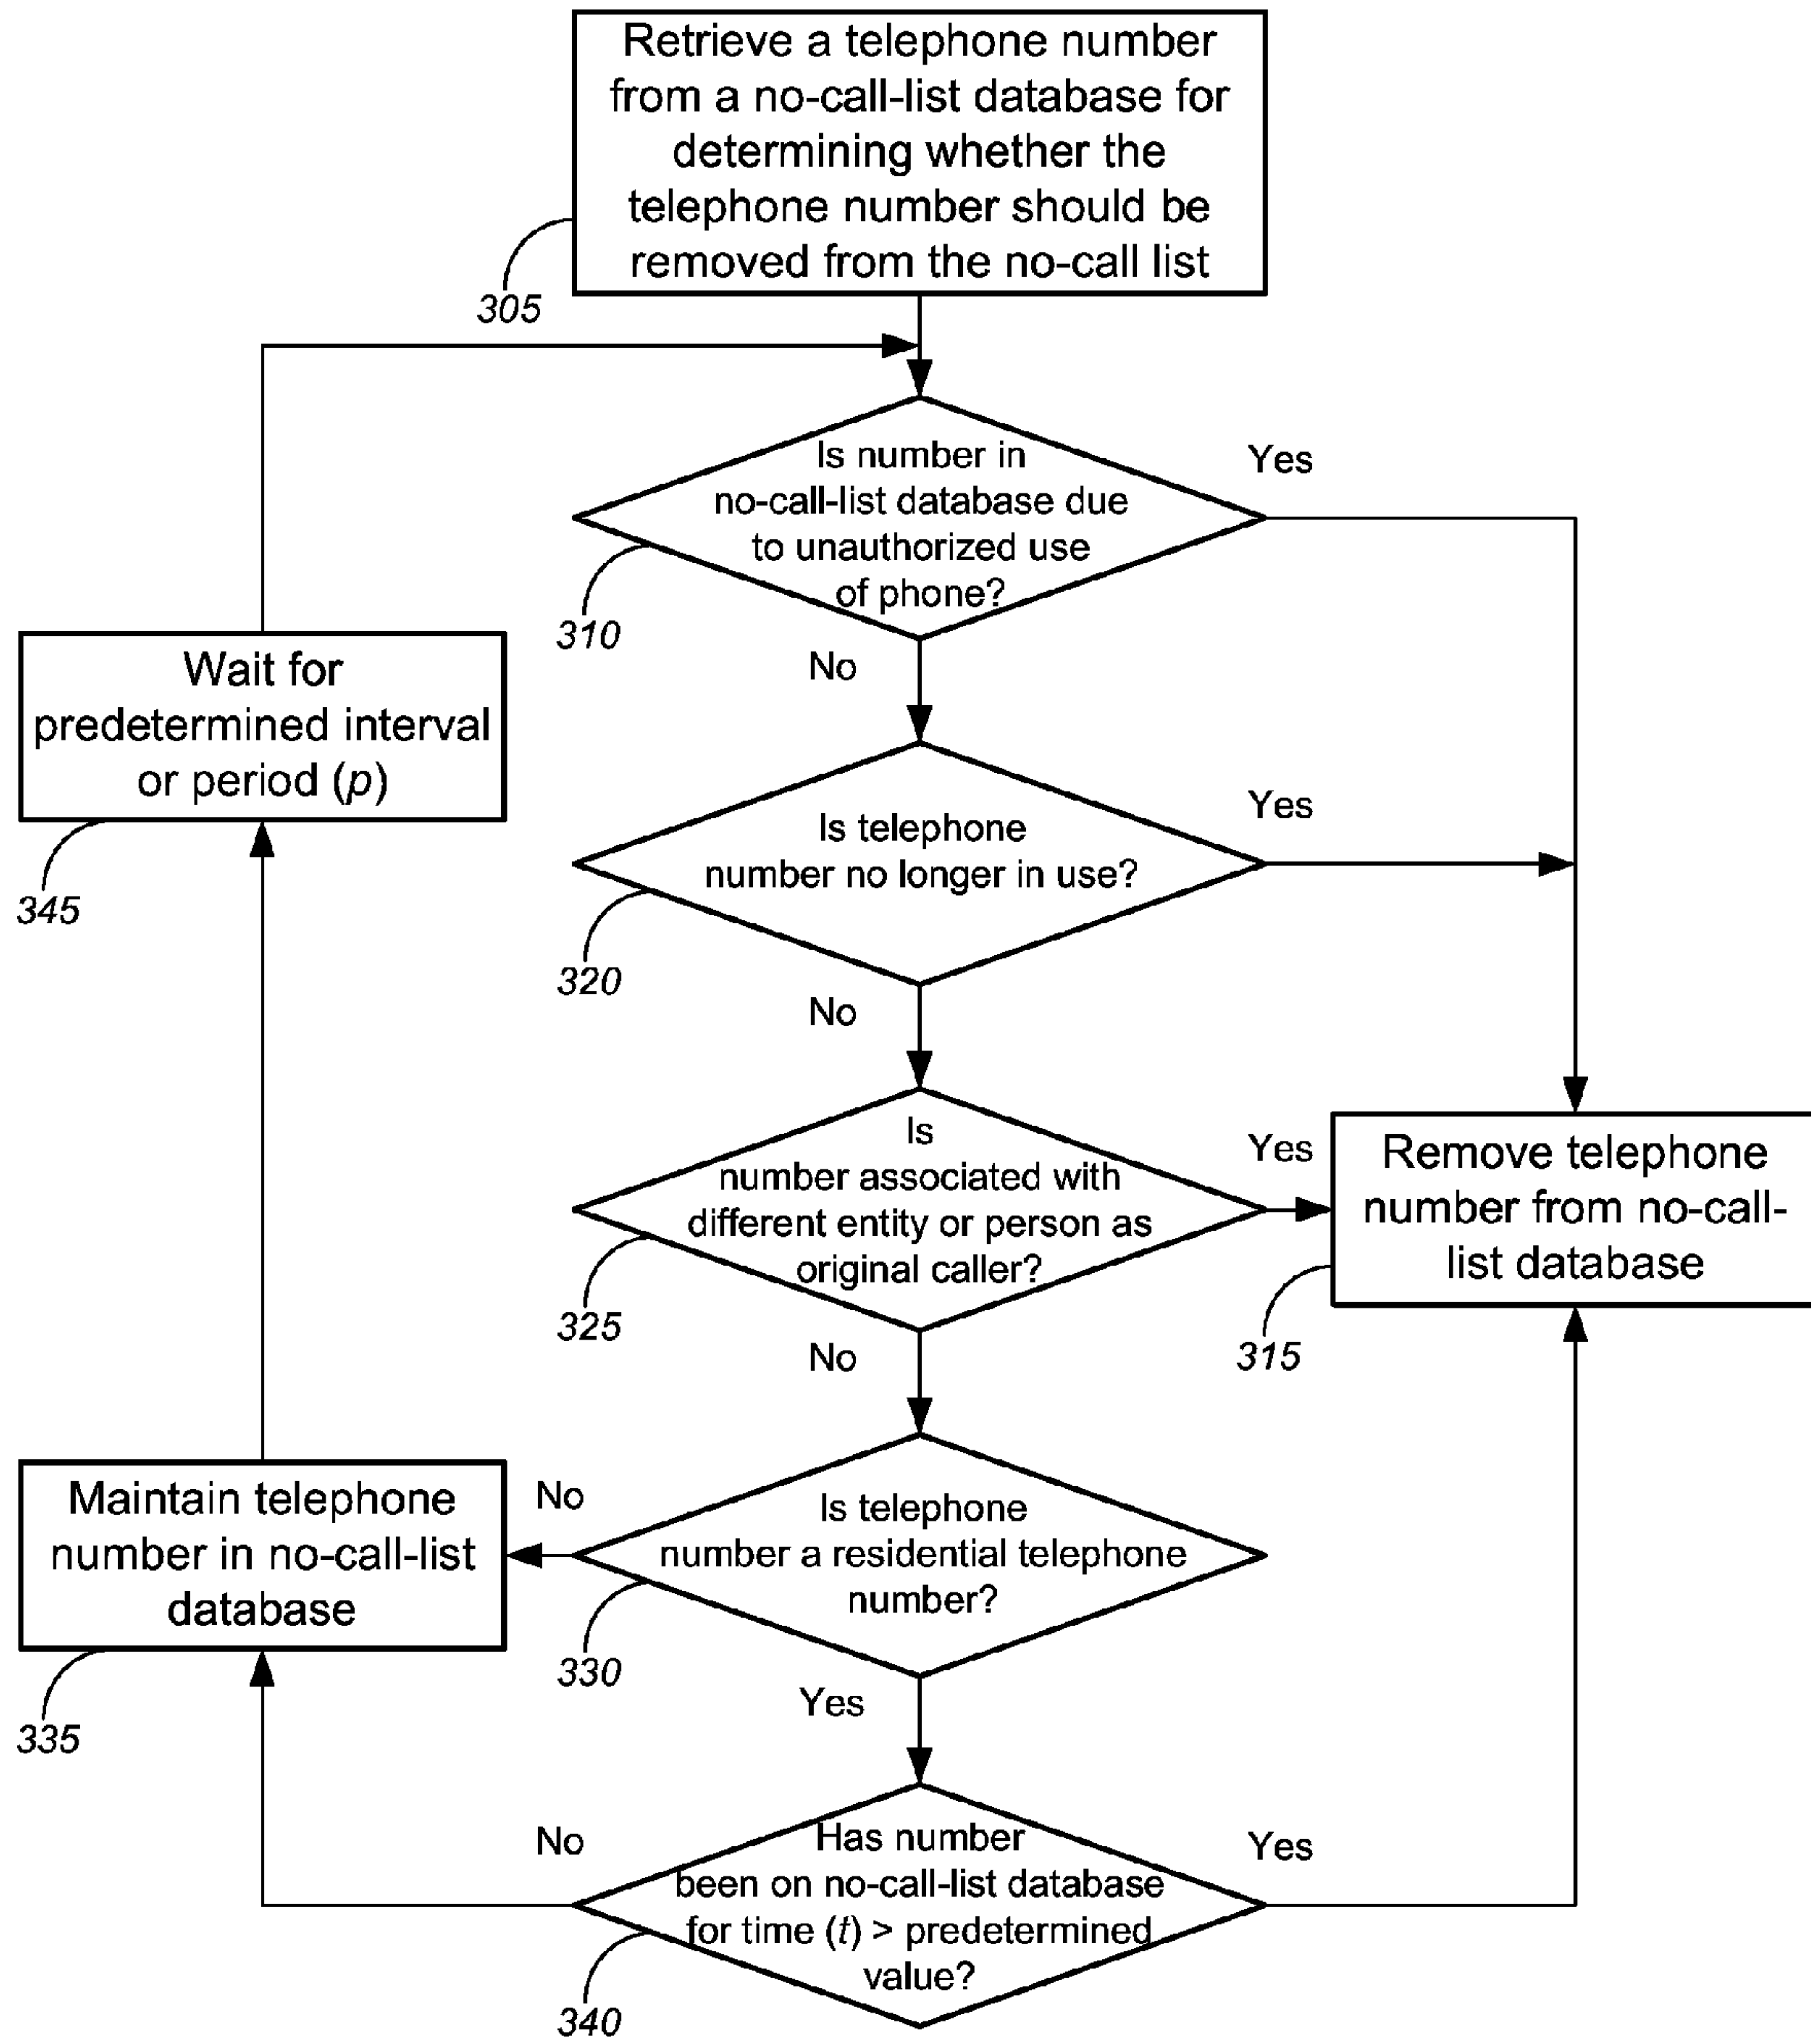 Retrieve a telephone number
from a no-call-list database for
determining whether the
telephone number should be
removed from the no-call list
305
Is number in
no-call-list database due
to unauthorized use
of phone?
Yes
310
No
Wait for
predetermined interval
or period (p)
345
Is telephone
number no longer in use?
Yes
320
No
Is
number associated with
different entity or person as
original caller?
Yes
325
No
Remove telephone
number from no-call-
list database
315
Is telephone
number a residential telephone
number?
No
330
Yes
Maintain telephone
number in no-call-list
database
335
Has number
been on no-call-list database
for time (t) > predetermined
value?
No
Yes
340